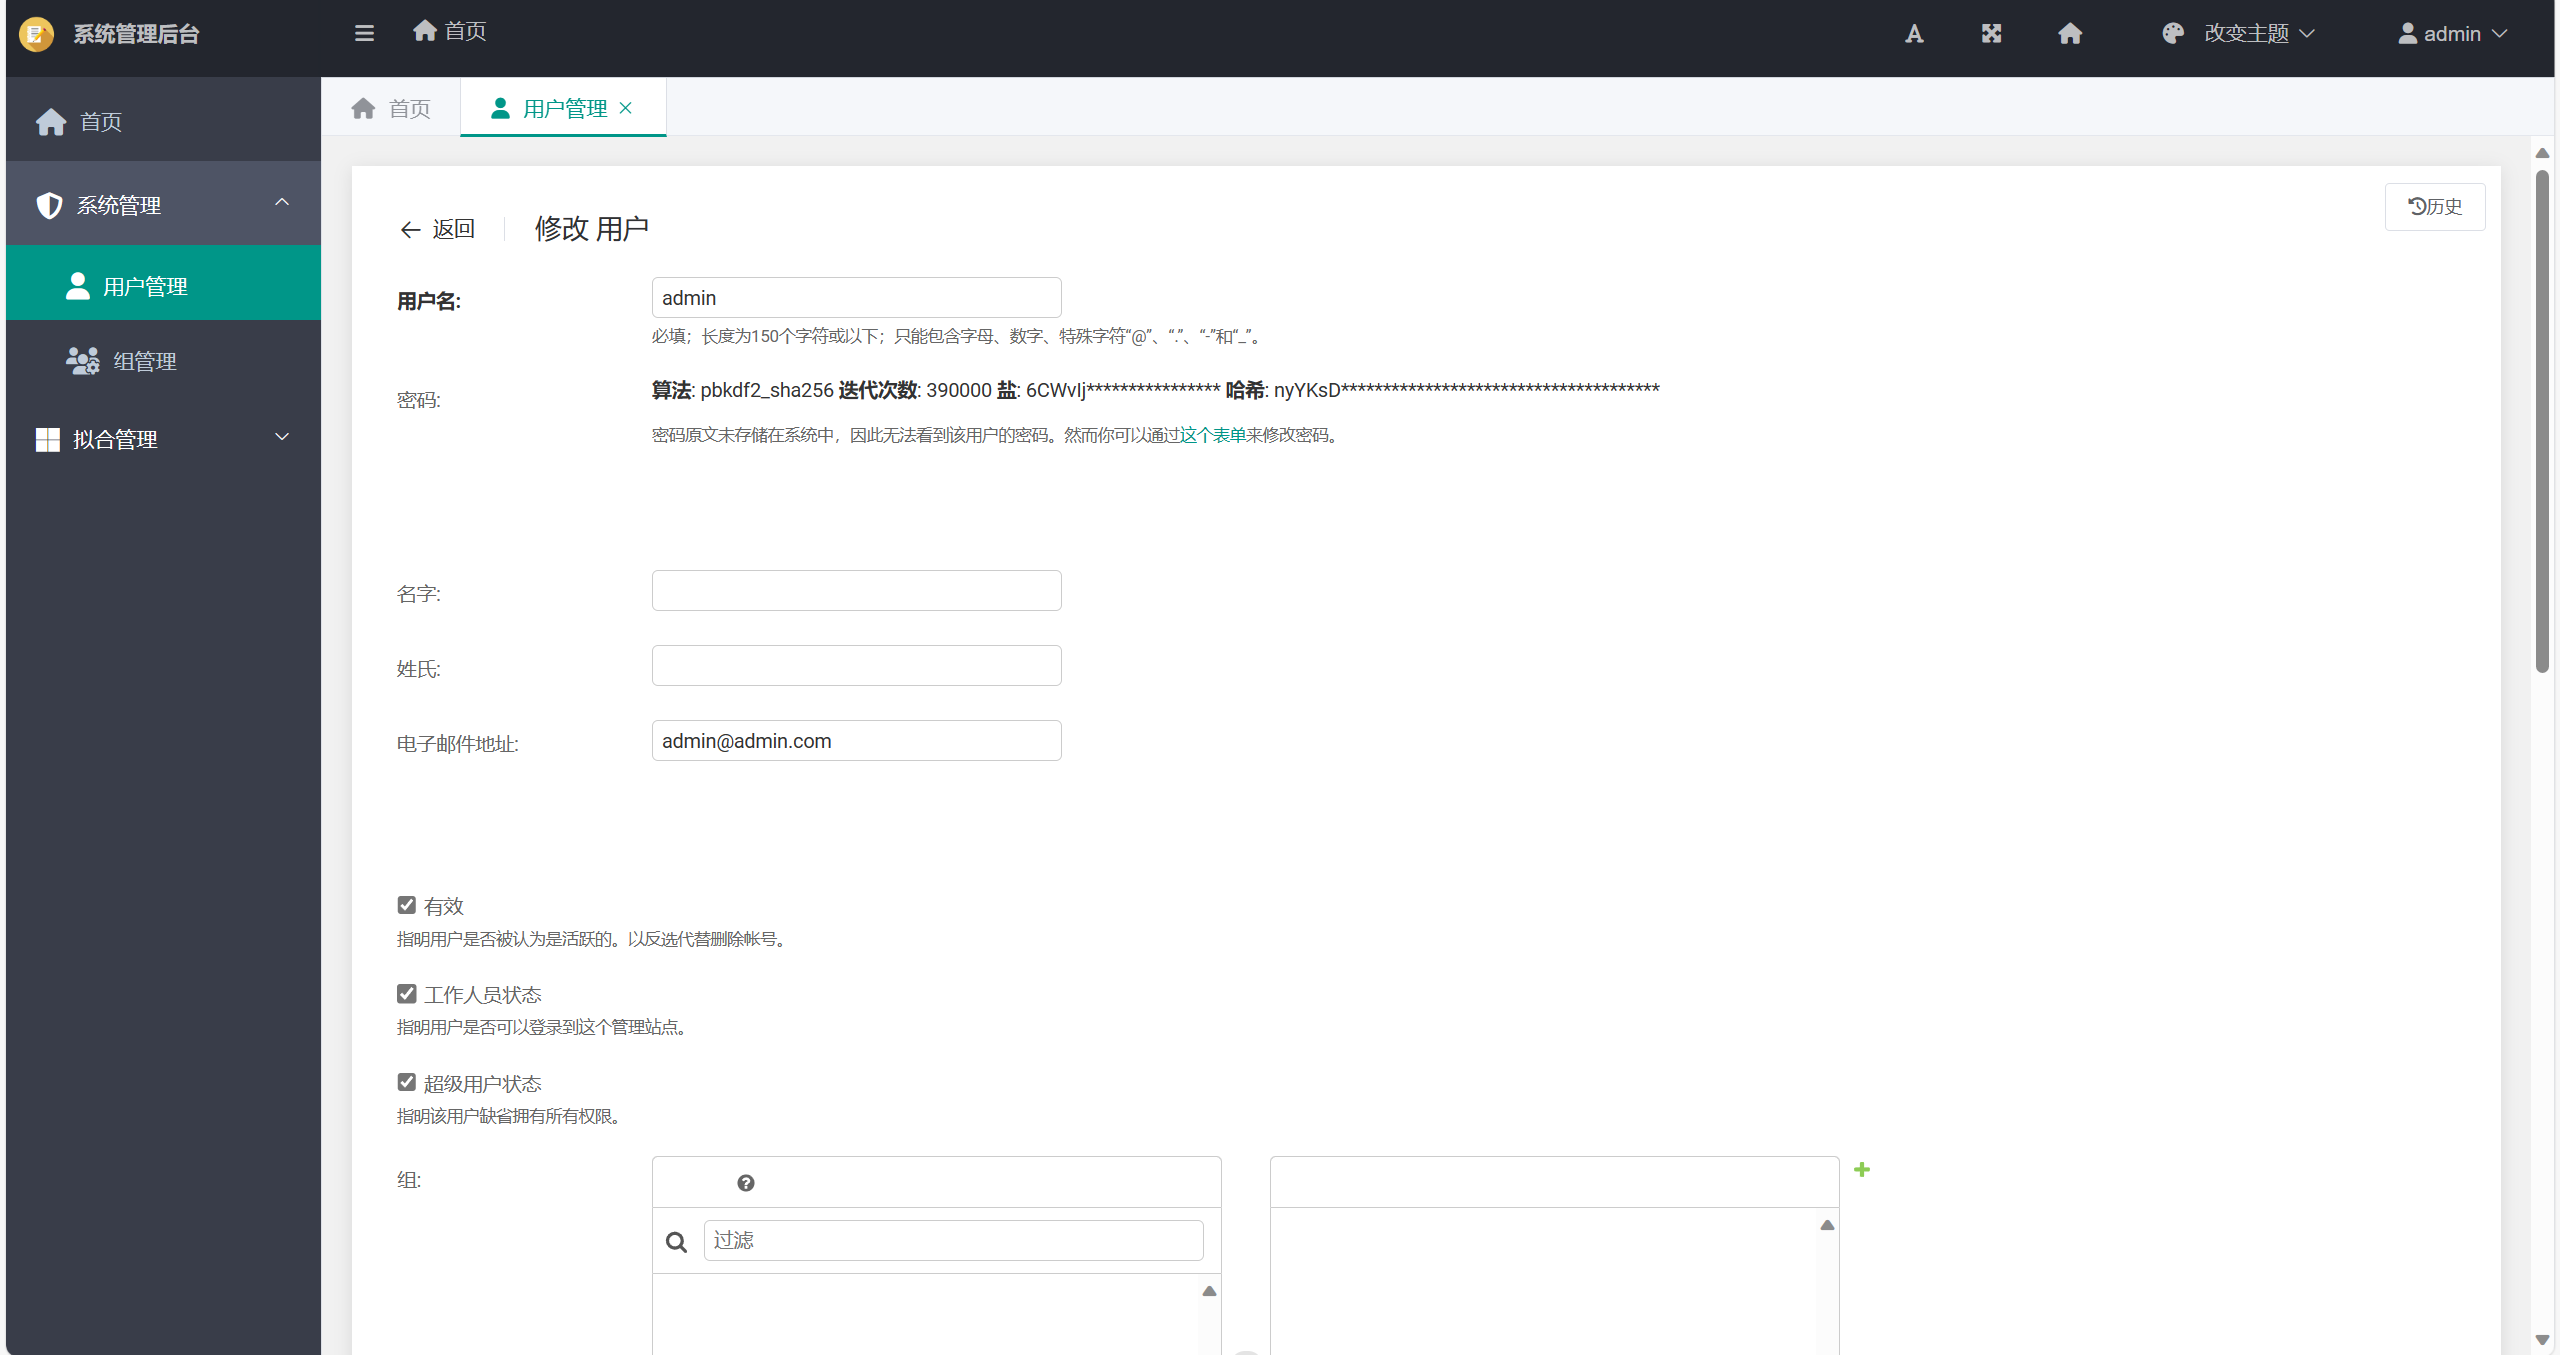 系统管理后台
首页
改变主题
admin
首页
用户管理
首页
系统管理
用户管理
组管理
拟合管理
返回
修改 用户
历史
用户名:
admin
必填；长度为150个字符或以下；只能包含字母、数字、特殊字符“@”、“.”、“-”和“_”。
密码:
算法: pbkdf2_sha256 迭代次数: 390000 盐: 6CWvIj**************** 哈希: nyYKsD**************************************
密码原文未存储在系统中，因此无法看到该用户的密码。然而你可以通过这个表单来修改密码。
名字:
姓氏:
电子邮件地址:
admin@admin.com
有效
指明用户是否被认为是活跃的。以反选代替删除帐号。
工作人员状态
指明用户是否可以登录到这个管理站点。
超级用户状态
指明该用户缺省拥有所有权限。
组:
过滤